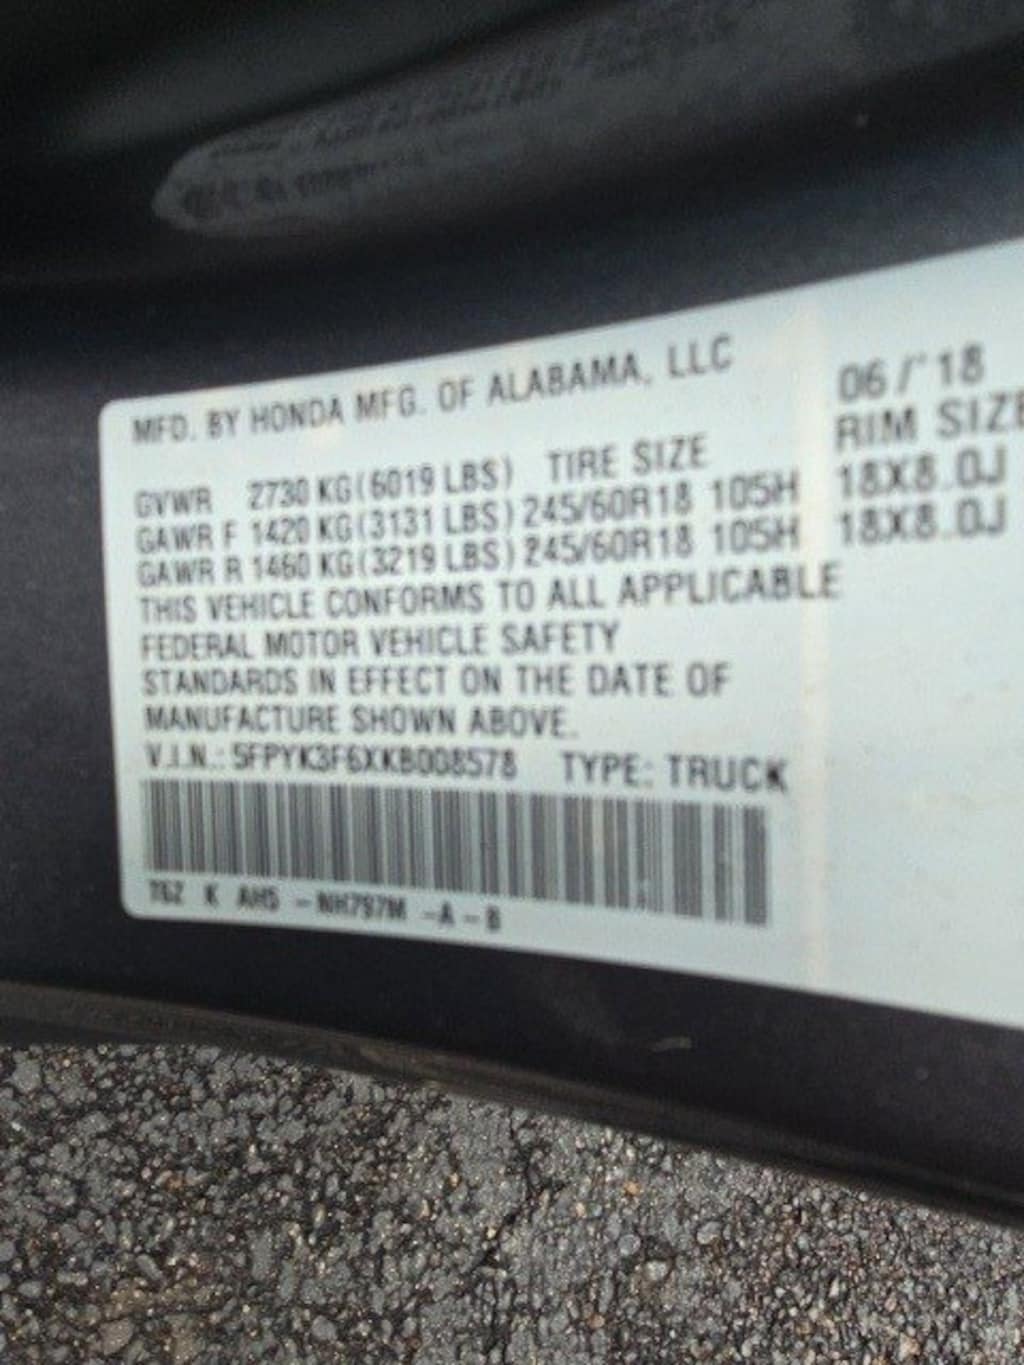 MFD. BY HONDA MFG. OF ALABAMA, LLC 06/'18
GVWR 2730 KG(6019 LBS) TIRE SIZE RIM SIZE
GAWR F 1420 KG(3131 LBS) 245/60R18 105H 18X8.0J
GAWR R 1460 KG(3219 LBS) 245/60R18 105H 18X8.0J
THIS VEHICLE CONFORMS TO ALL APPLICABLE
FEDERAL MOTOR VEHICLE SAFETY
STANDARDS IN EFFECT ON THE DATE OF
MANUFACTURE SHOWN ABOVE.
V.I.N.: 5FPYK3F6XKB008578 TYPE: TRUCK
T6Z K AH5 -NH797M -A-B